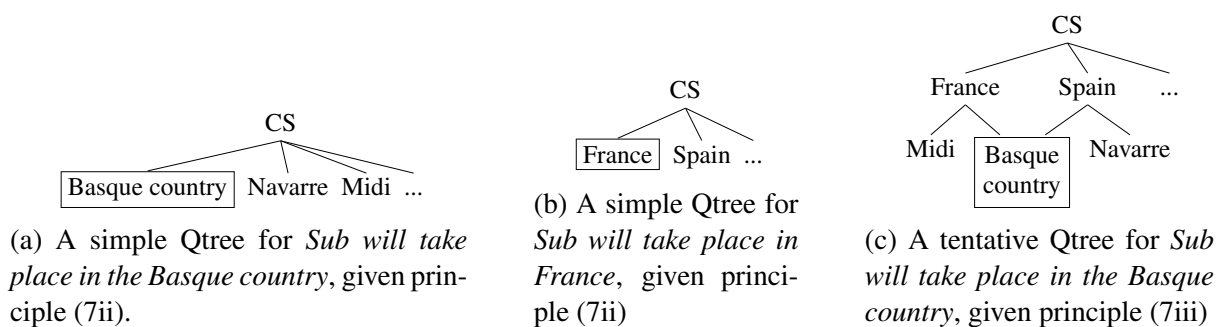 CS
Basque country Navarre Midi ...
(a) A simple Qtree for Sub will take
place in the Basque country, given prin-
ciple (7ii).
CS
France Spain ...
(b) A simple Qtree for
Sub will take place in
France, given princi-
ple (7ii)
CS
France Spain ...
Midi Basque Navarre
country
(c) A tentative Qtree for Sub
will take place in the Basque
country, given principle (7iii)